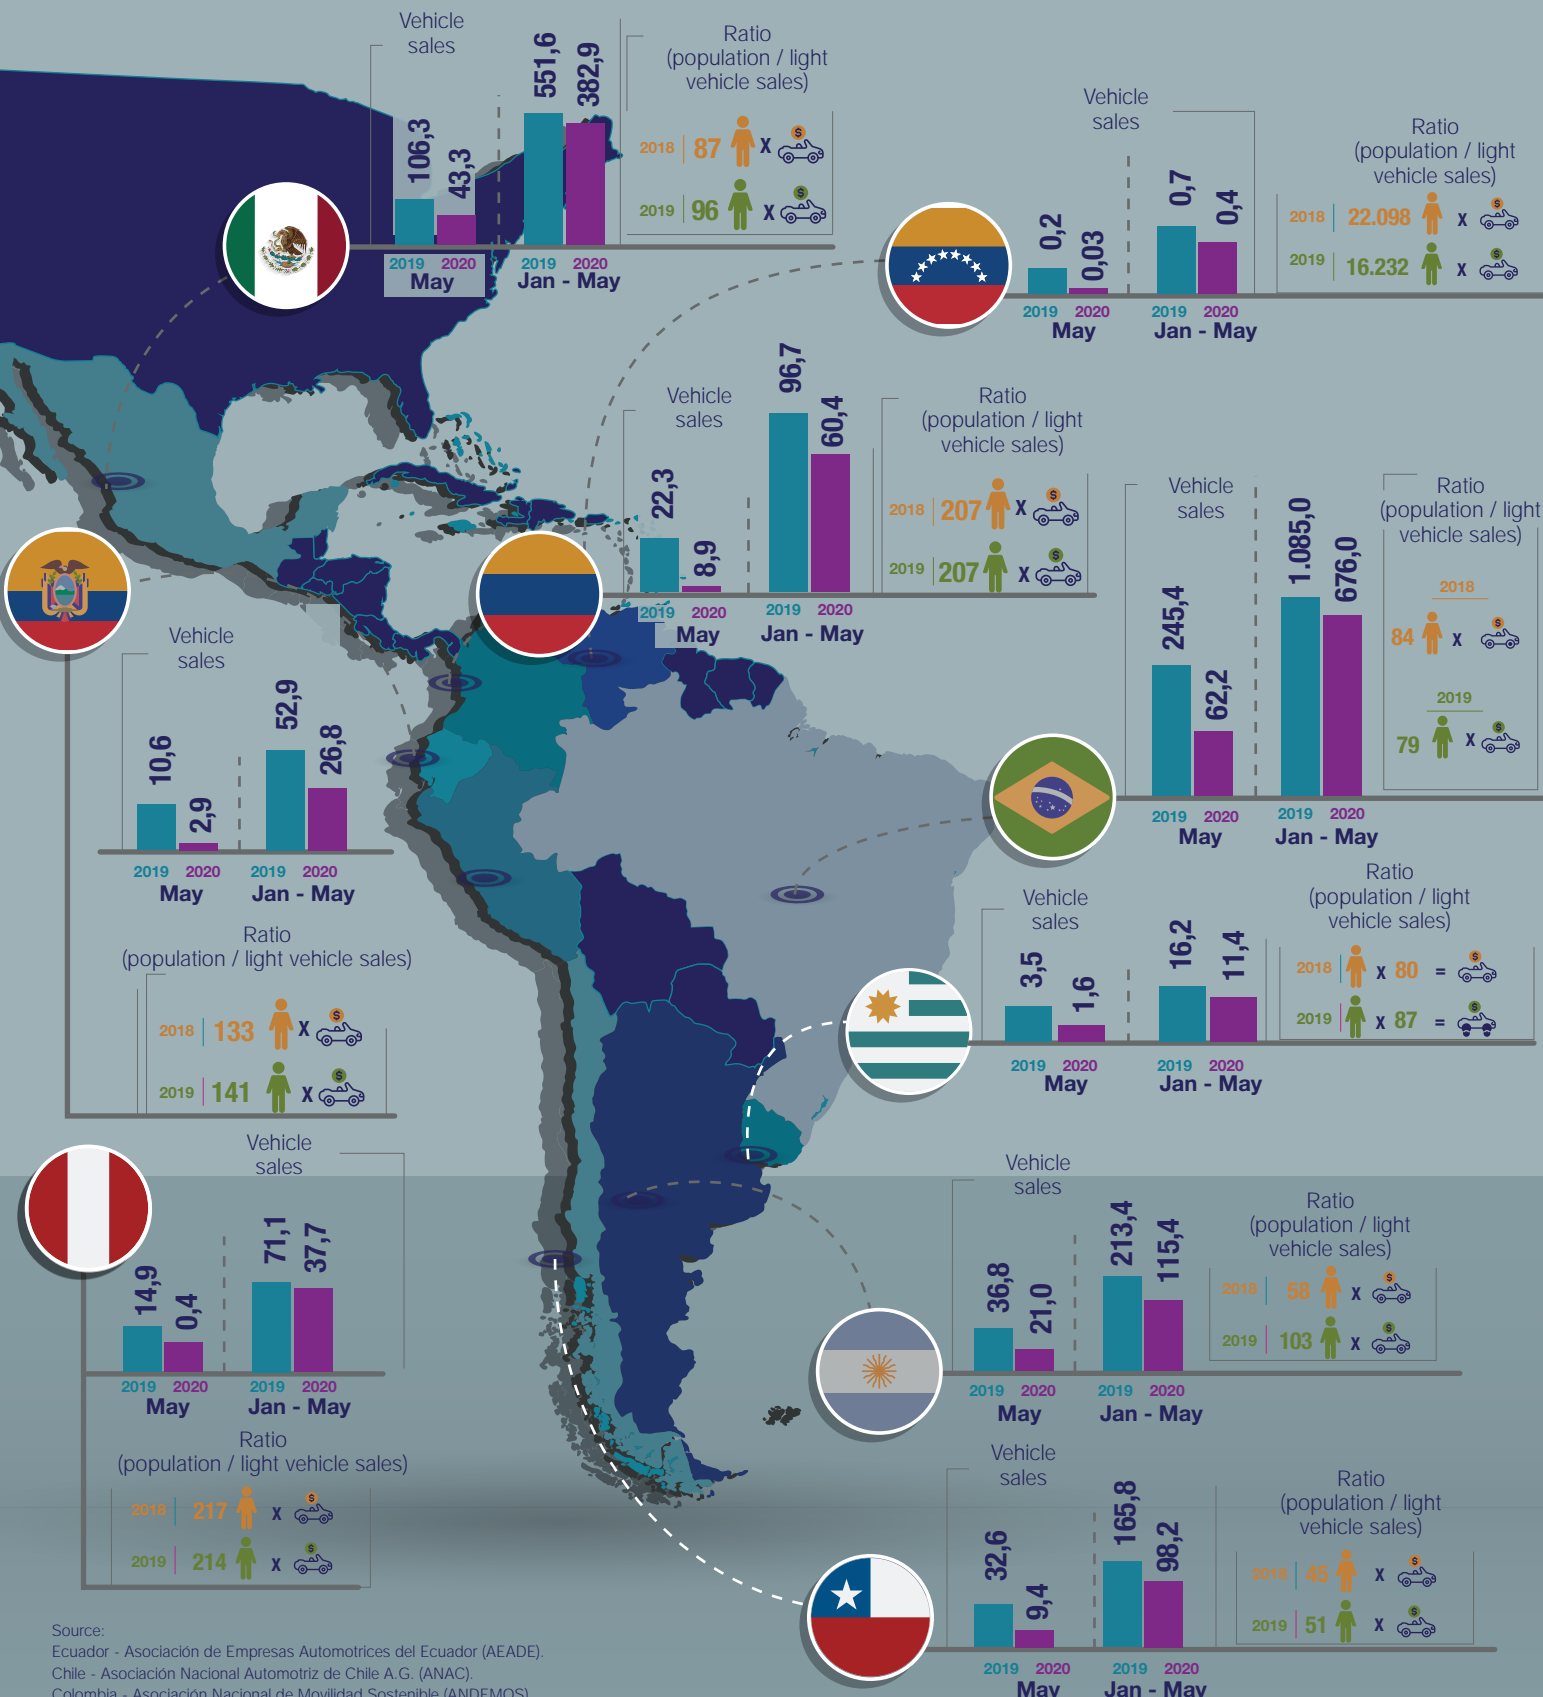 Vehicle
sales
106,3
43,3
551,6
382,9
2019
2020
May
2019
2020
Jan - May
Ratio
(population / light
vehicle sales)
2018 87 X $
2019 96 X $
Vehicle
sales
0,2
0,03
0,7
0,4
2019
2020
May
2019
2020
Jan - May
Ratio
(population / light
vehicle sales)
2018 22.098 X $
2019 16.232 X $
Vehicle
sales
22,3
8,9
96,7
60,4
2019
2020
May
2019
2020
Jan - May
Ratio
(population / light
vehicle sales)
2018 207 X $
2019 207 X $
Vehicle
sales
245,4
62,2
1.085,0
676,0
2019
2020
May
2019
2020
Jan - May
Ratio
(population / light
vehicle sales)
2018
84 X $
2019
79 X $
Vehicle
sales
10,6
2,9
52,9
26,8
2019
2020
May
2019
2020
Jan - May
Ratio
(population / light vehicle sales)
2018 133 X $
2019 141 X $
Vehicle
sales
3,5
1,6
16,2
11,4
2019
2020
May
2019
2020
Jan - May
Ratio
(population / light
vehicle sales)
2018 X 80 = $
2019 X 87 = $
Vehicle
sales
14,9
0,4
71,1
37,7
2019
2020
May
2019
2020
Jan - May
Ratio
(population / light vehicle sales)
2018 217 X $
2019 214 X $
Vehicle
sales
36,8
21,0
213,4
115,4
2019
2020
May
2019
2020
Jan - May
Ratio
(population / light
vehicle sales)
2018 58 X $
2019 103 X $
Vehicle
sales
32,6
9,4
165,8
98,2
2019
2020
May
2019
2020
Jan - May
Ratio
(population / light
vehicle sales)
2018 45 X $
2019 51 X $
Source:
Ecuador - Asociación de Empresas Automotrices del Ecuador (AEADE).
Chile - Asociación Nacional Automotriz de Chile A.G. (ANAC).
Colombia - Asociación Nacional de Movilidad Sostenible (ANDEMOS)